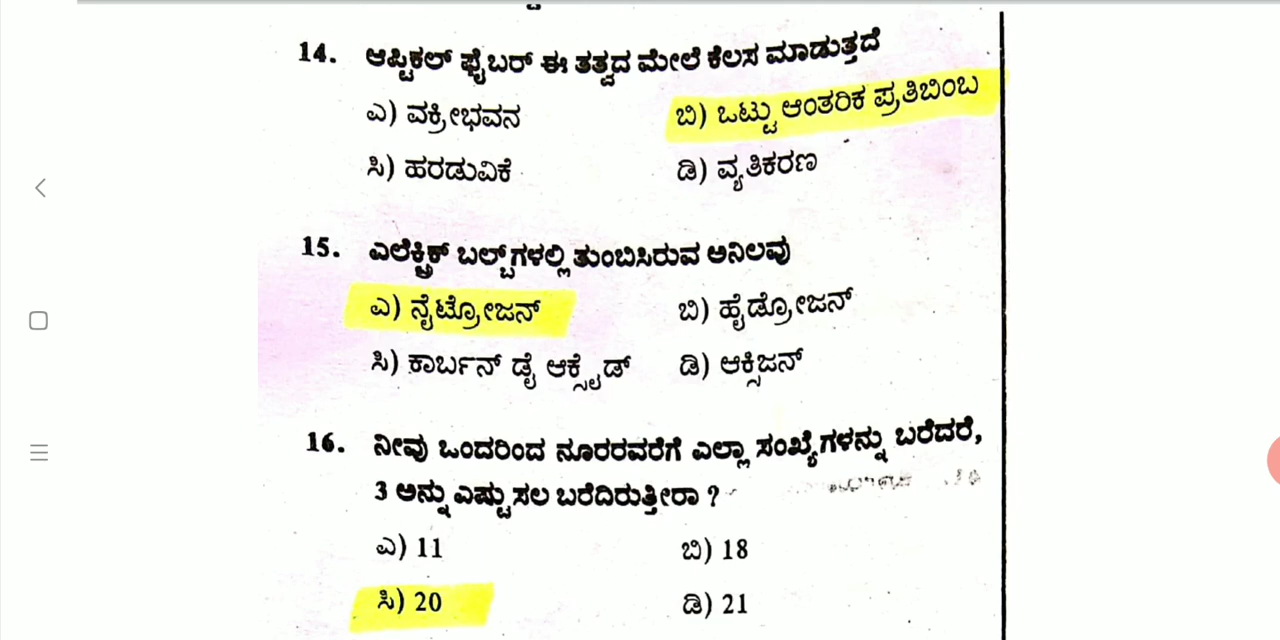 14. ಆಪ್ಟಿಕಲ್ ಫೈಬರ್ ಈ ತತ್ವದ ಮೇಲೆ ಕೆಲಸ ಮಾಡುತ್ತದೆ
ಎ) ವಕ್ರೀಭವನ ಬಿ) ಒಟ್ಟು ಆಂತರಿಕ ಪ್ರತಿಬಿಂಬ
ಸಿ) ಹರಡುವಿಕೆ ಡಿ) ವ್ಯತಿಕರಣ
15. ಎಲೆಕ್ಟ್ರಿಕ್ ಬಲ್ಬ್‌ಗಳಲ್ಲಿ ತುಂಬಿಸಿರುವ ಅನಿಲವು
ಎ) ನೈಟ್ರೋಜನ್ ಬಿ) ಹೈಡ್ರೋಜನ್
ಸಿ) ಕಾರ್ಬನ್ ಡೈ ಆಕ್ಸೈಡ್ ಡಿ) ಆಕ್ಸಿಜನ್
16. ನೀವು ಒಂದರಿಂದ ನೂರರವರೆಗೆ ಎಲ್ಲಾ ಸಂಖ್ಯೆಗಳನ್ನು ಬರೆದರೆ,
3 ಅನ್ನು ಎಷ್ಟು ಸಲ ಬರೆದಿರುತ್ತೀರಾ ?
ಎ) 11 ಬಿ) 18
ಸಿ) 20 ಡಿ) 21